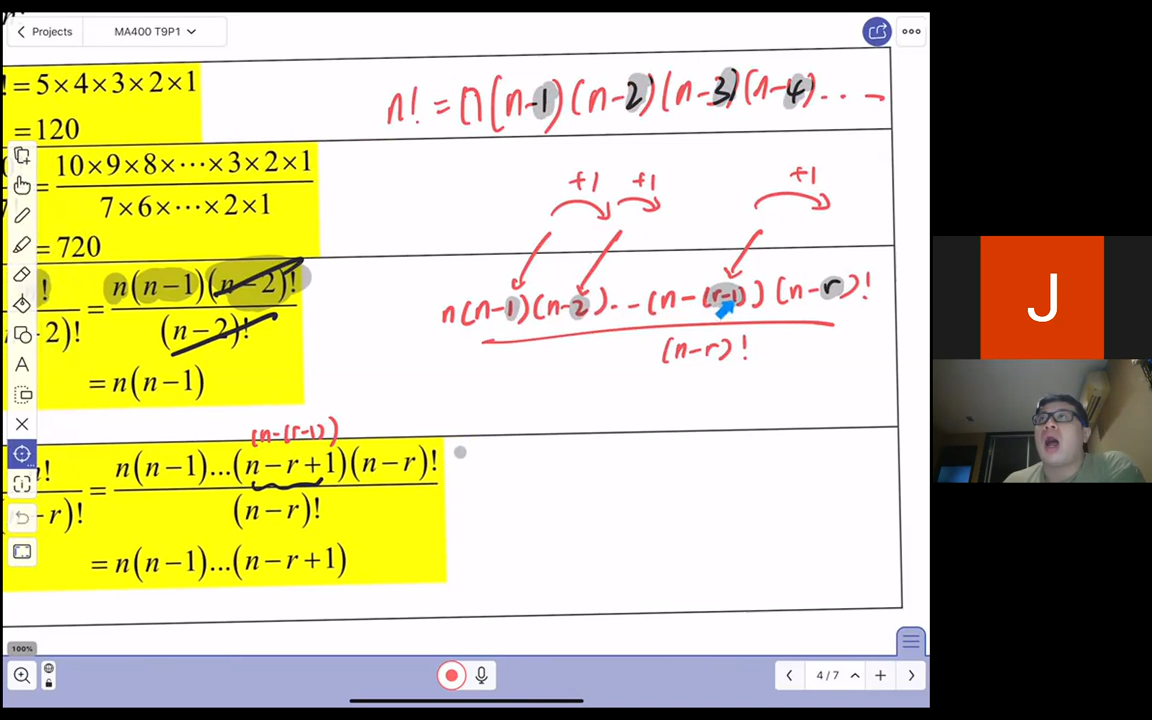 Projects
MA400 T9P1
! = 5×4×3×2×1
= 120
n! = n(n-1)(n-2)(n-3)(n-4)...-
= 10×9×8×⋯×3×2×1
7×6×⋯×2×1
= 720
+1 +1 +1
! = n(n−1)(n−2)!
2)! (n−2)!
= n(n−1)
n(n-1)(n-2)...(n-(r-1))(n-r)!
(n-r)!
(n-(r-1))
n! = n(n−1)...(n−r+1)(n−r)!
-r)! (n−r)!
= n(n−1)...(n−r+1)
J
A
100%
4 / 7